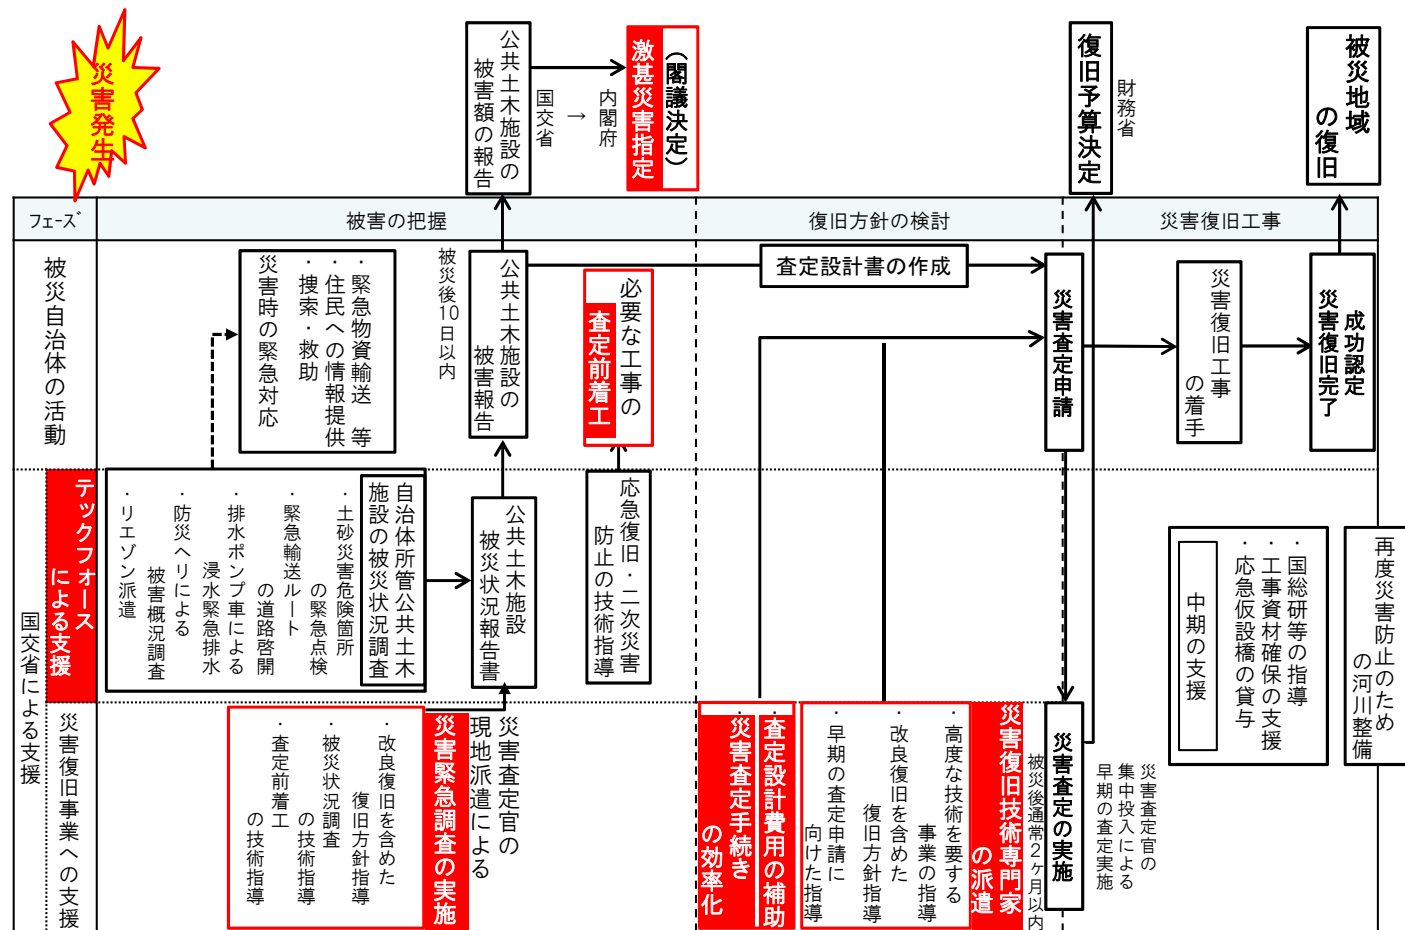 災害発生
公共土木施設の
被害額の報告
国交省
→
内閣府
激甚災害指定
（閣議決定）
復旧予算決定
財務省
被災地域
の復旧
フェーズ
被害の把握
復旧方針の検討
災害復旧工事
被災自治体の活動
・緊急物資輸送 等
・住民への情報提供
・捜索・救助
災害時の緊急対応
被災後10日以内
公共土木施設の
被害報告
必要な工事の
査定前着工
査定設計書の作成
災害査定申請
災害復旧工事
の着手
成功認定
災害復旧完了
国交省による支援
テックフォース
による支援
自治体所管公共土木
施設の被災状況調査
・土砂災害危険箇所
の緊急点検
・緊急輸送ルート
の道路啓開
・排水ポンプ車による
浸水緊急排水
・防災ヘリによる
被害概況調査
・リエゾン派遣
公共土木施設
被災状況報告書
応急復旧・二次災害
防止の技術指導
・国総研等の指導
・工事資材確保の支援
・応急仮設橋の貸与
中期の支援
再度災害防止のため
の河川整備
災害復旧事業への支援
災害査定官の
現地派遣による
災害緊急調査の実施
・改良復旧を含めた
復旧方針指導
・被災状況調査
の技術指導
・査定前着工
の技術指導
・査定設計費用の補助
・災害査定手続き
の効率化
災害復旧技術専門家
の派遣
・高度な技術を要する
事業の指導
・改良復旧を含めた
復旧方針指導
・早期の査定申請に
向けた指導
被災後通常2ヶ月以内
災害査定の実施
災害査定官の
集中投入による
早期の査定実施